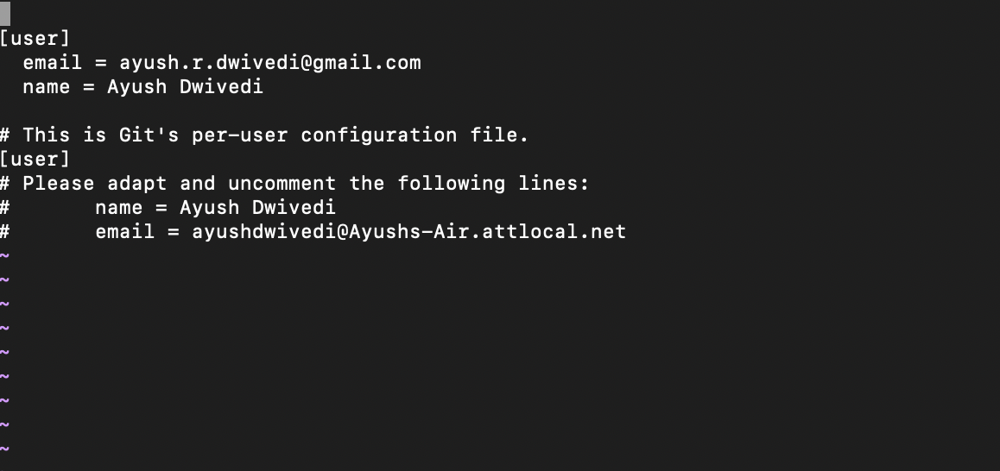 [user]
  email = ayush.r.dwivedi@gmail.com
  name = Ayush Dwivedi

# This is Git's per-user configuration file.
[user]
# Please adapt and uncomment the following lines:
#       name = Ayush Dwivedi
#       email = ayushdwivedi@Ayushs-Air.attlocal.net
~
~
~
~
~
~
~
~
~